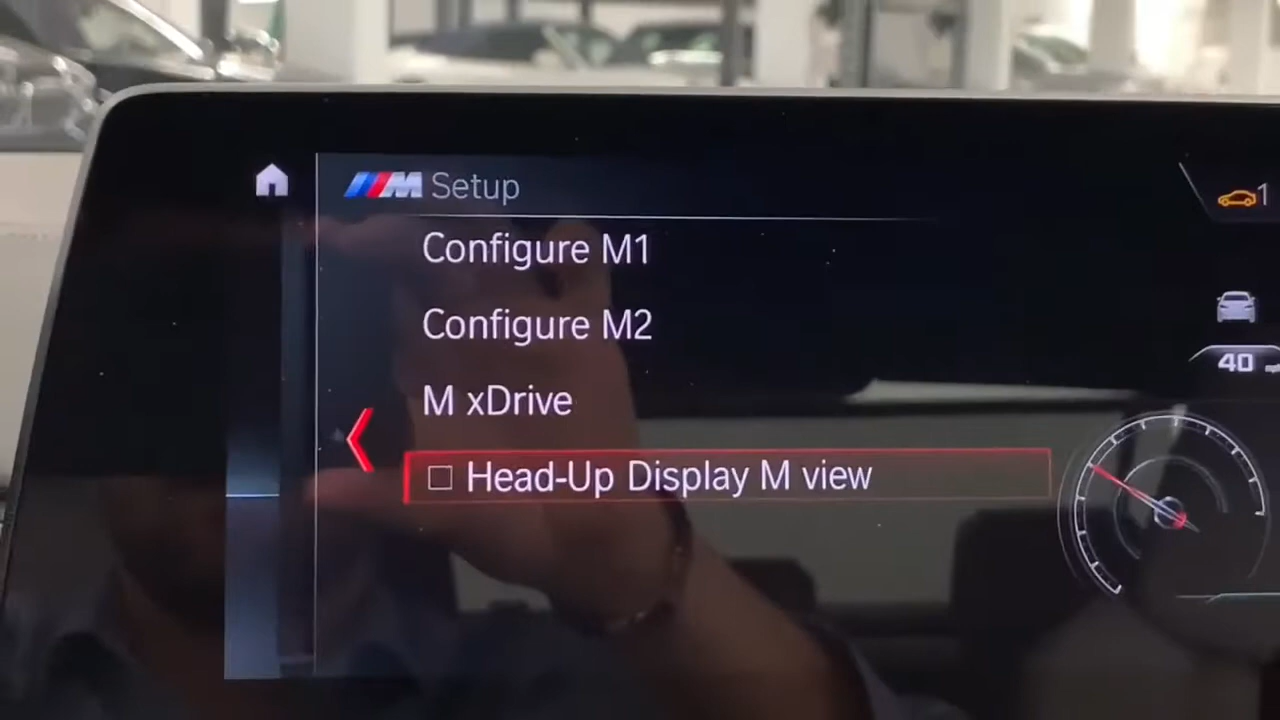 M Setup
Configure M1
Configure M2
M xDrive
Head-Up Display M view
1
40